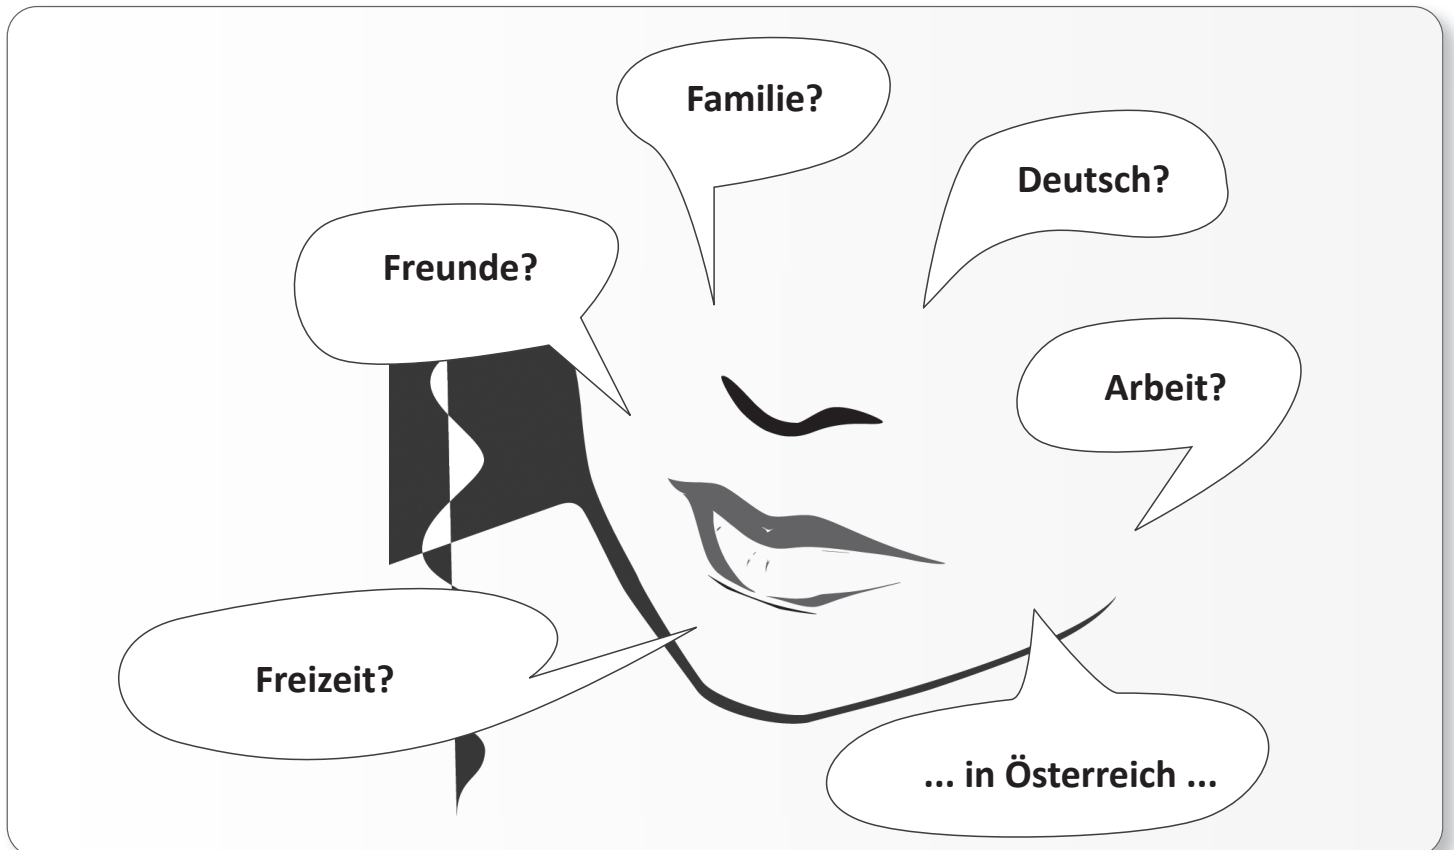 Familie?
Deutsch?
Freunde?
Arbeit?
Freizeit?
... in Österreich ...